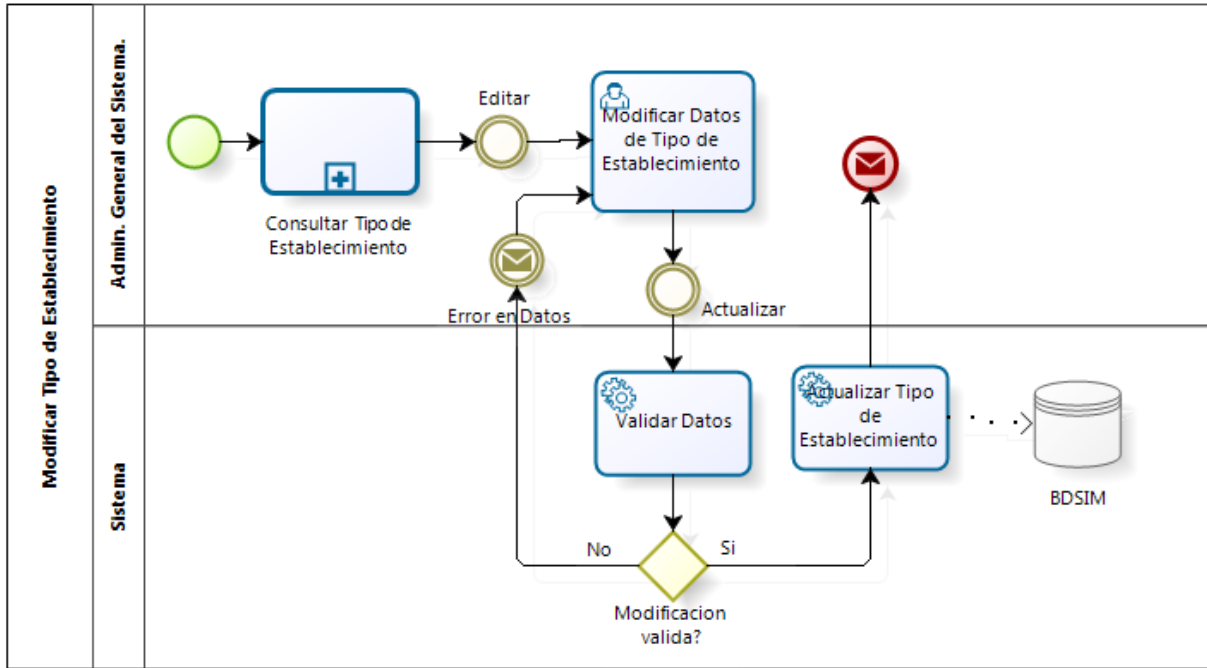 Modificar Tipo de Establecimiento
Admin. General del Sistema.
Editar
Modificar Datos
de Tipo de
Establecimiento
Consultar Tipo de
Establecimiento
Error en Datos
Actualizar
Sistema
Validar Datos
Actualizar Tipo
de
Establecimiento
BDSIM
No
Si
Modificacion
valida?